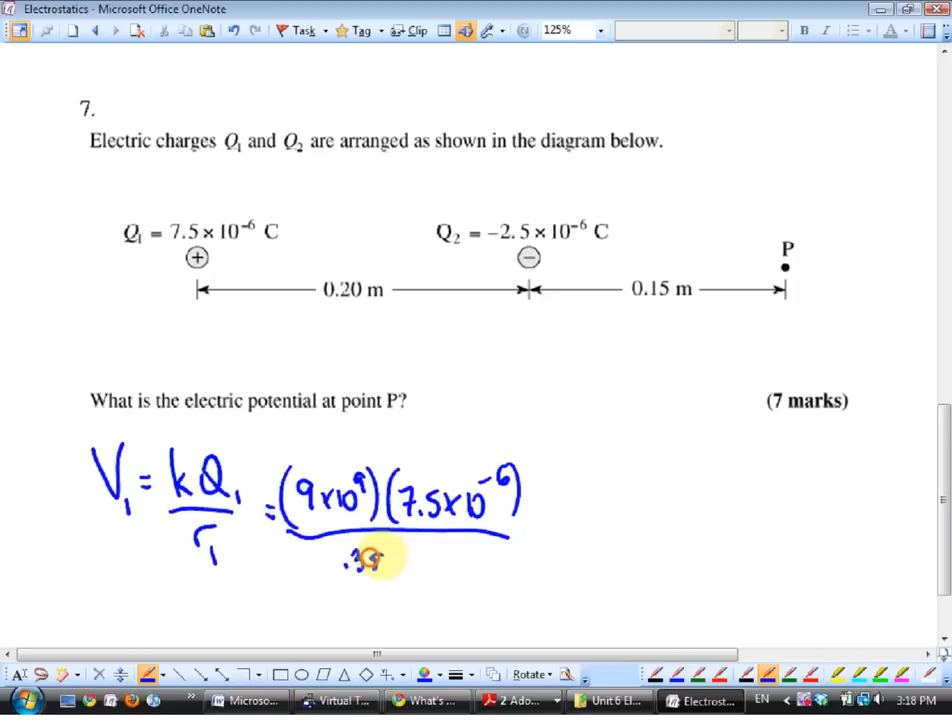 Electrostatics - Microsoft Office OneNote
Task Tag Clip 125% B I A
7.
Electric charges Q₁ and Q₂ are arranged as shown in the diagram below.
Q₁ = 7.5×10⁻⁶ C Q₂ = −2.5×10⁻⁶ C
+ − P
0.20 m 0.15 m
What is the electric potential at point P? (7 marks)
V₁ = kQ₁ = (9×10⁹)(7.5×10⁻⁶)
r₁ .35
Rotate
Microso... Virtual T... What's ... 2 Ado... Unit 6 El... Electrost... EN 3:18 PM